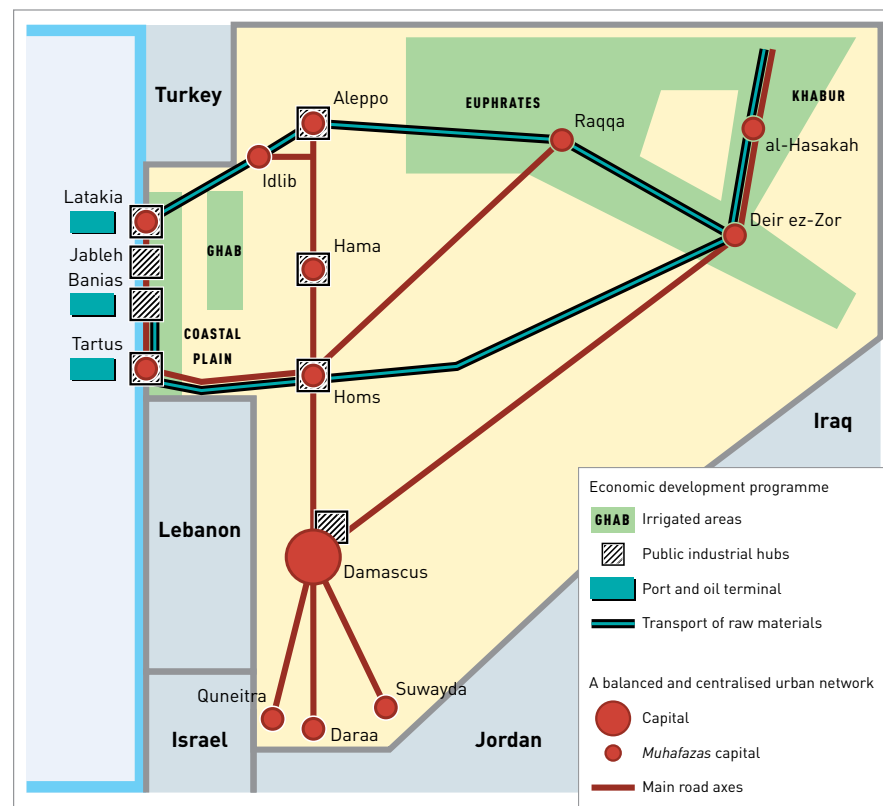 Turkey
Aleppo
EUPHRATES
KHABUR
Raqqa
al-Hasakah
Idlib
Latakia
Deir ez-Zor
Jableh
GHAB
Hama
Banias
COASTAL
PLAIN
Tartus
Homs
Iraq
Lebanon
Damascus
Quneitra
Suwayda
Daraa
Israel
Jordan
Economic development programme
GHAB Irrigated areas
Public industrial hubs
Port and oil terminal
Transport of raw materials
A balanced and centralised urban network
Capital
Muhafazas capital
Main road axes